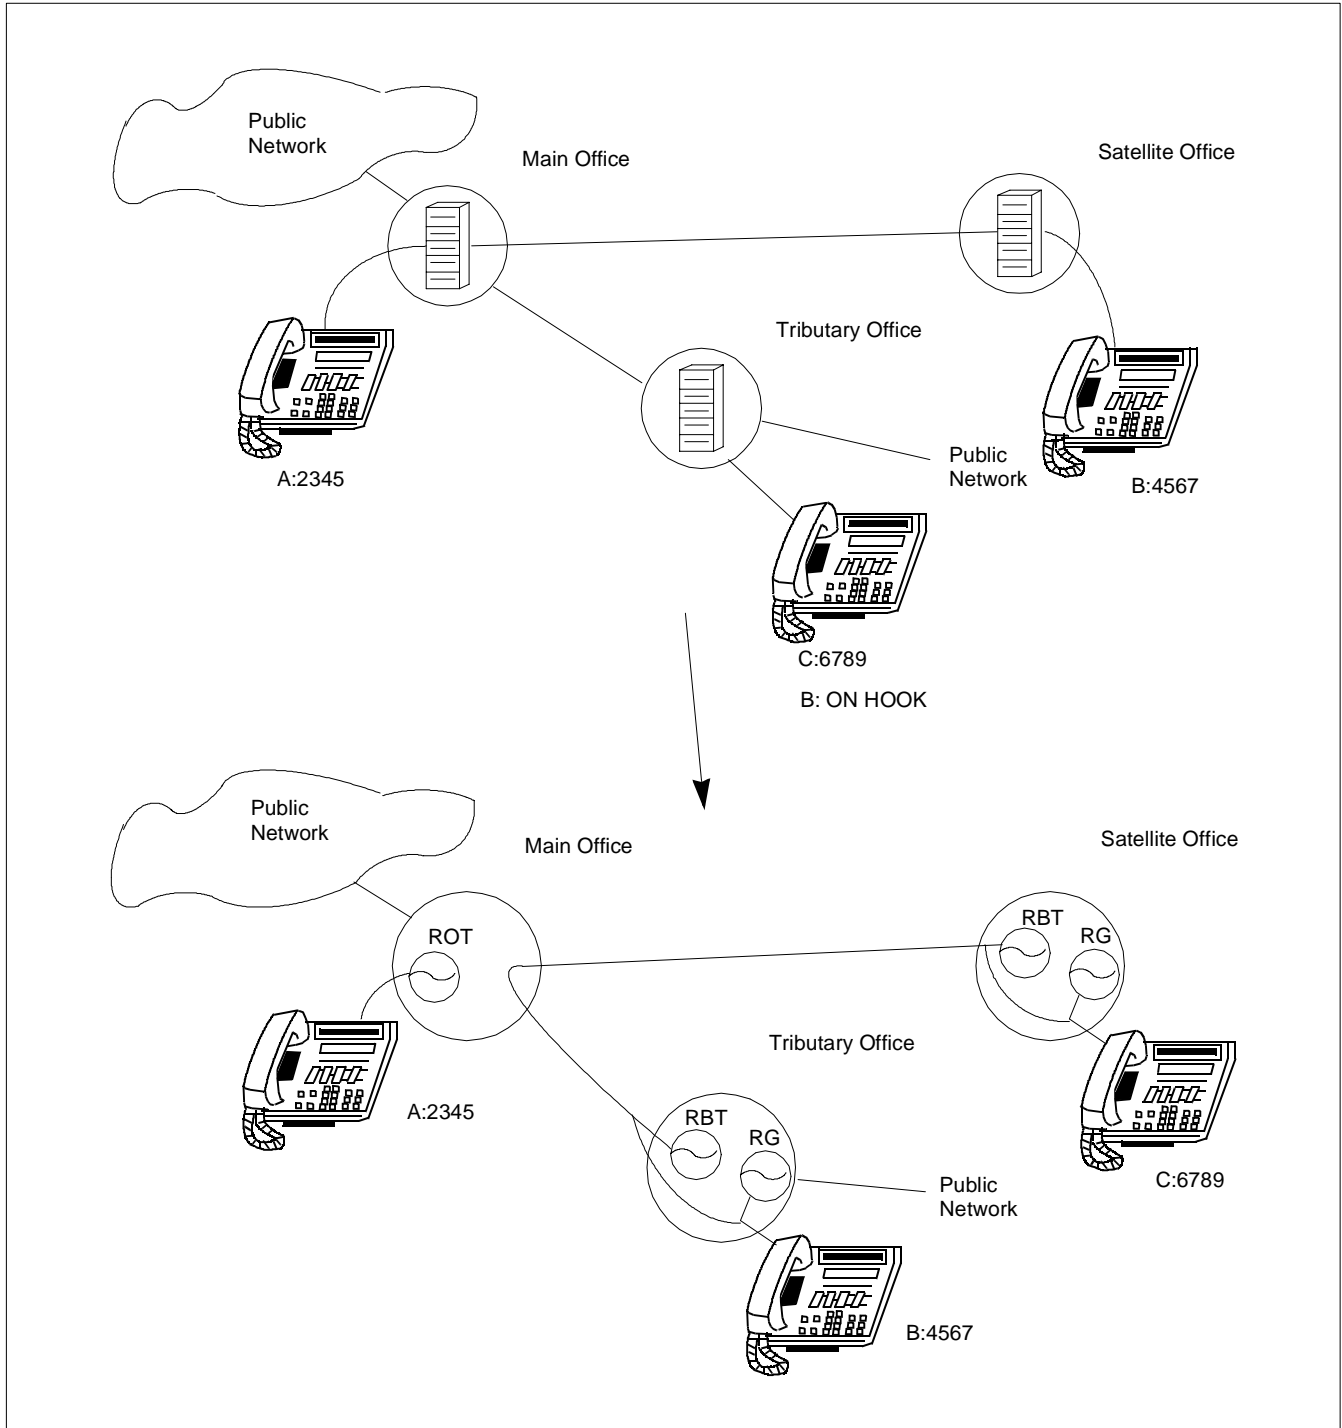 Public
Network
Main Office
Satellite Office
Tributary Office
A:2345
Public
Network
B:4567
C:6789
B: ON HOOK
Public
Network
Main Office
Satellite Office
ROT
RBT
RG
Tributary Office
A:2345
RBT
RG
Public
Network
C:6789
B:4567